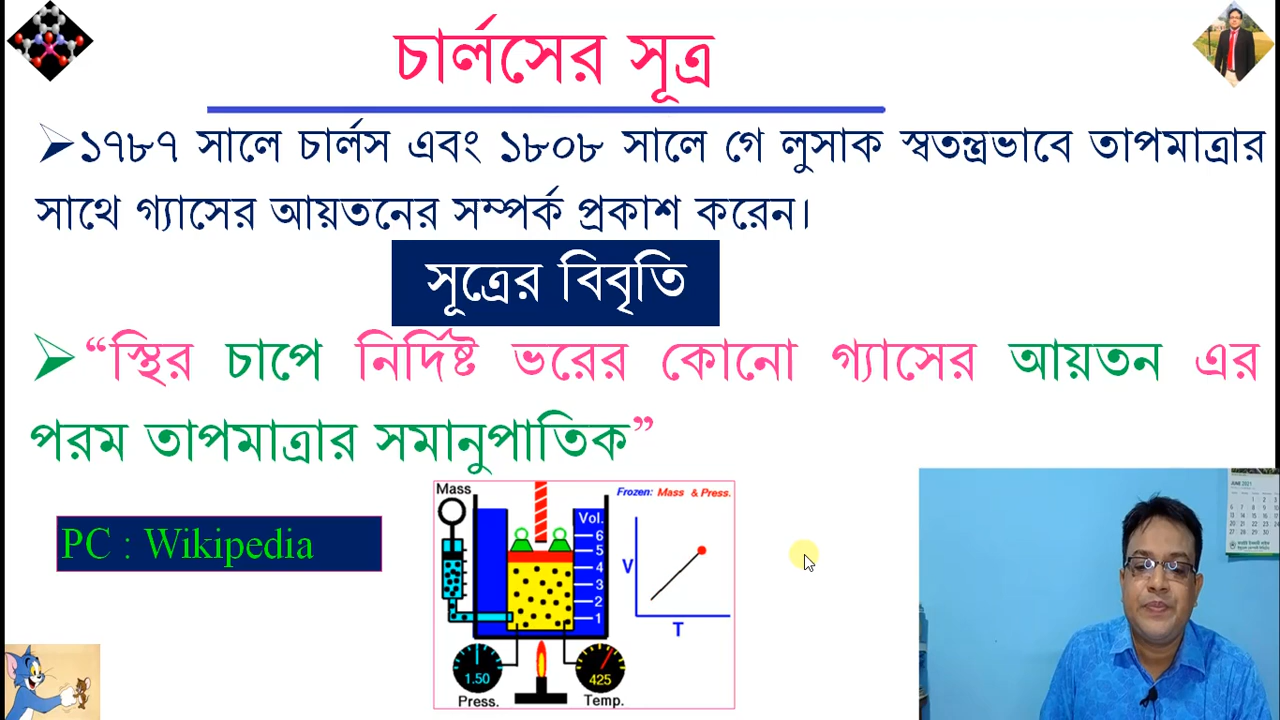 চার্লসের সূত্র
১৭৮৭ সালে চার্লস এবং ১৮০৮ সালে গে লুসাক স্বতন্ত্রভাবে তাপমাত্রার
সাথে গ্যাসের আয়তনের সম্পর্ক প্রকাশ করেন।
সূত্রের বিবৃতি
“স্থির চাপে নির্দিষ্ট ভরের কোনো গ্যাসের আয়তন এর
পরম তাপমাত্রার সমানুপাতিক”
PC : Wikipedia
Mass
Vol.
6
5
4
3
2
1
1.50
Press.
425
Temp.
Frozen: Mass & Press.
V
T
2021